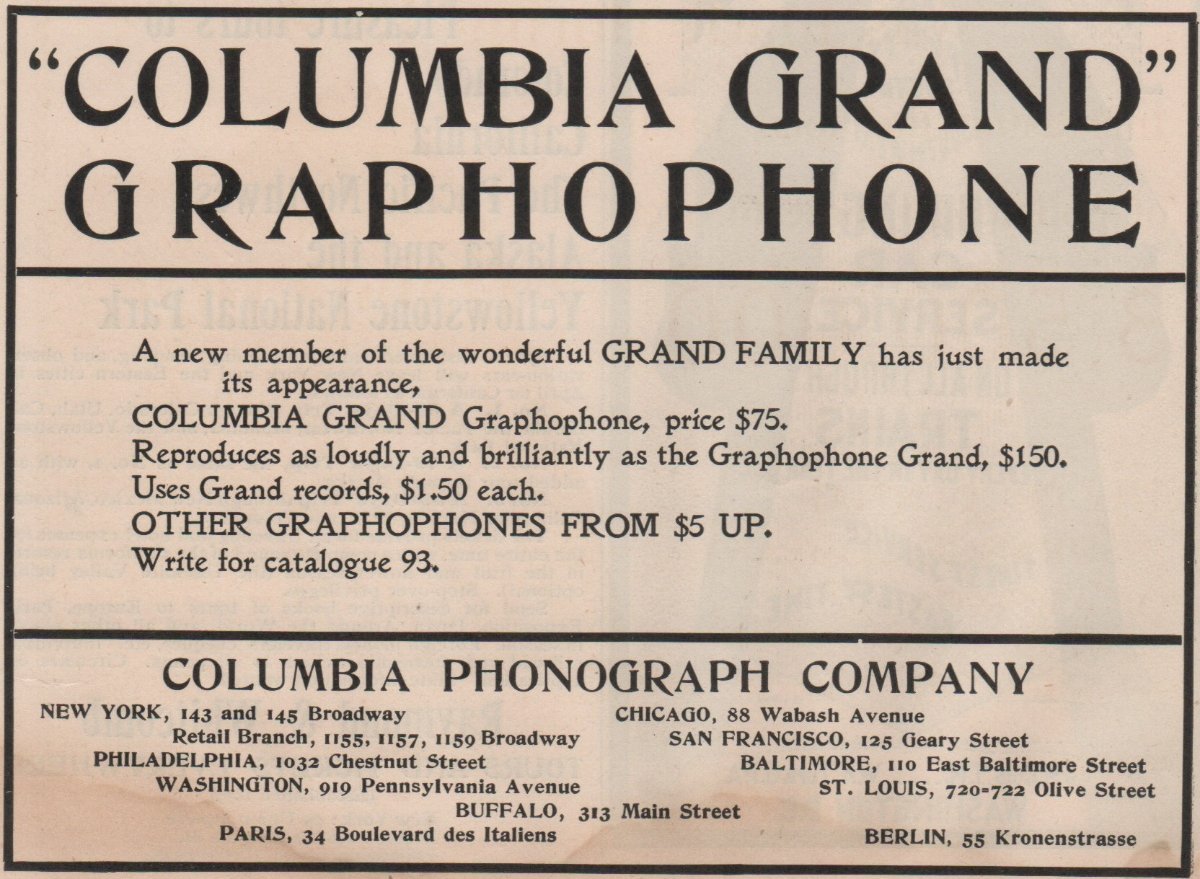 "COLUMBIA GRAND"
GRAPHOPHONE
A new member of the wonderful GRAND FAMILY has just made
its appearance,
COLUMBIA GRAND Graphophone, price $75.
Reproduces as loudly and brilliantly as the Graphophone Grand, $150.
Uses Grand records, $1.50 each.
OTHER GRAPHOPHONES FROM $5 UP.
Write for catalogue 93.
COLUMBIA PHONOGRAPH COMPANY
NEW YORK, 143 and 145 Broadway
Retail Branch, 1155, 1157, 1159 Broadway
PHILADELPHIA, 1032 Chestnut Street
WASHINGTON, 919 Pennsylvania Avenue
CHICAGO, 88 Wabash Avenue
SAN FRANCISCO, 125 Geary Street
BALTIMORE, 110 East Baltimore Street
ST. LOUIS, 720=722 Olive Street
BUFFALO, 313 Main Street
PARIS, 34 Boulevard des Italiens
BERLIN, 55 Kronenstrasse